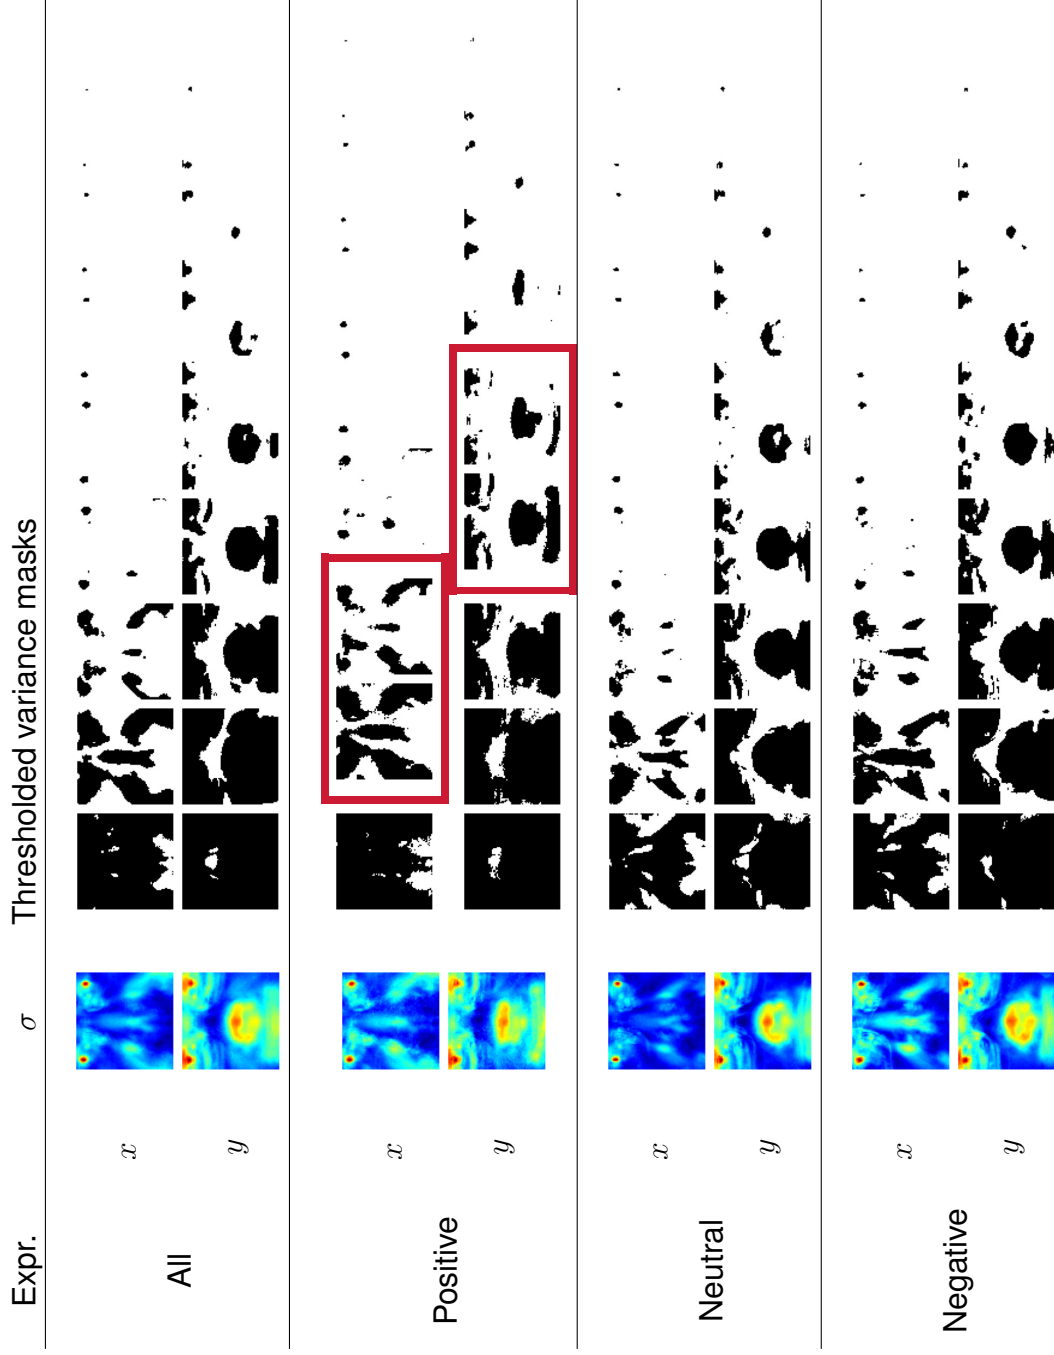 Expr. σ Thresholded variance masks
All
x
y
Positive
x
y
Neutral
x
y
Negative
x
y